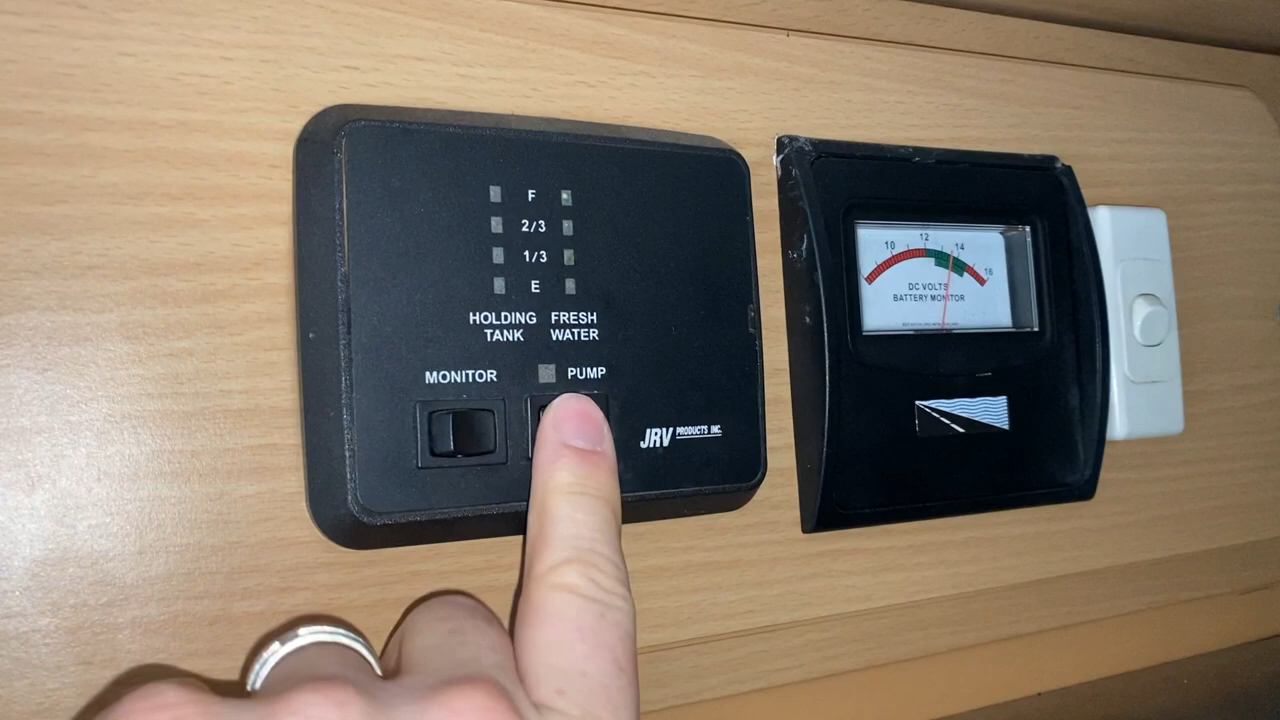 F
2/3
1/3
E
HOLDING TANK
FRESH WATER
MONITOR
PUMP
JRV PRODUCTS INC.
10 12 14 16
DC VOLTS
BATTERY MONITOR